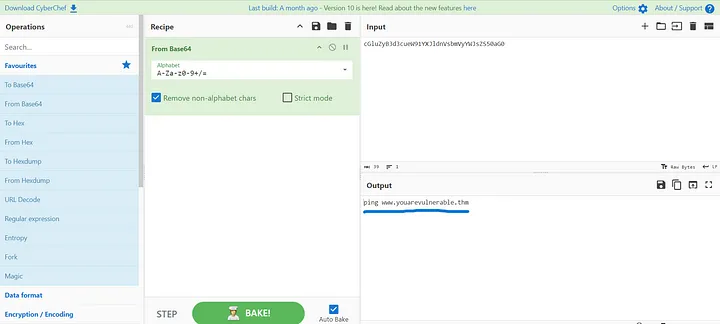 Download CyberChef
Last build: A month ago - Version 10 is here! Read about the new features here
Options
About / Support
Operations
Recipe
Input
Search...
From Base64
Favourites
Alphabet
A-Za-z0-9+/=
To Base64
Remove non-alphabet chars
Strict mode
From Base64
To Hex
From Hex
To Hexdump
From Hexdump
39
1
Raw Bytes
LF
URL Decode
Output
Regular expression
ping www.youarevulnerable.thm
Entropy
Fork
Magic
Data format
STEP
BAKE!
Auto Bake
Encryption / Encoding